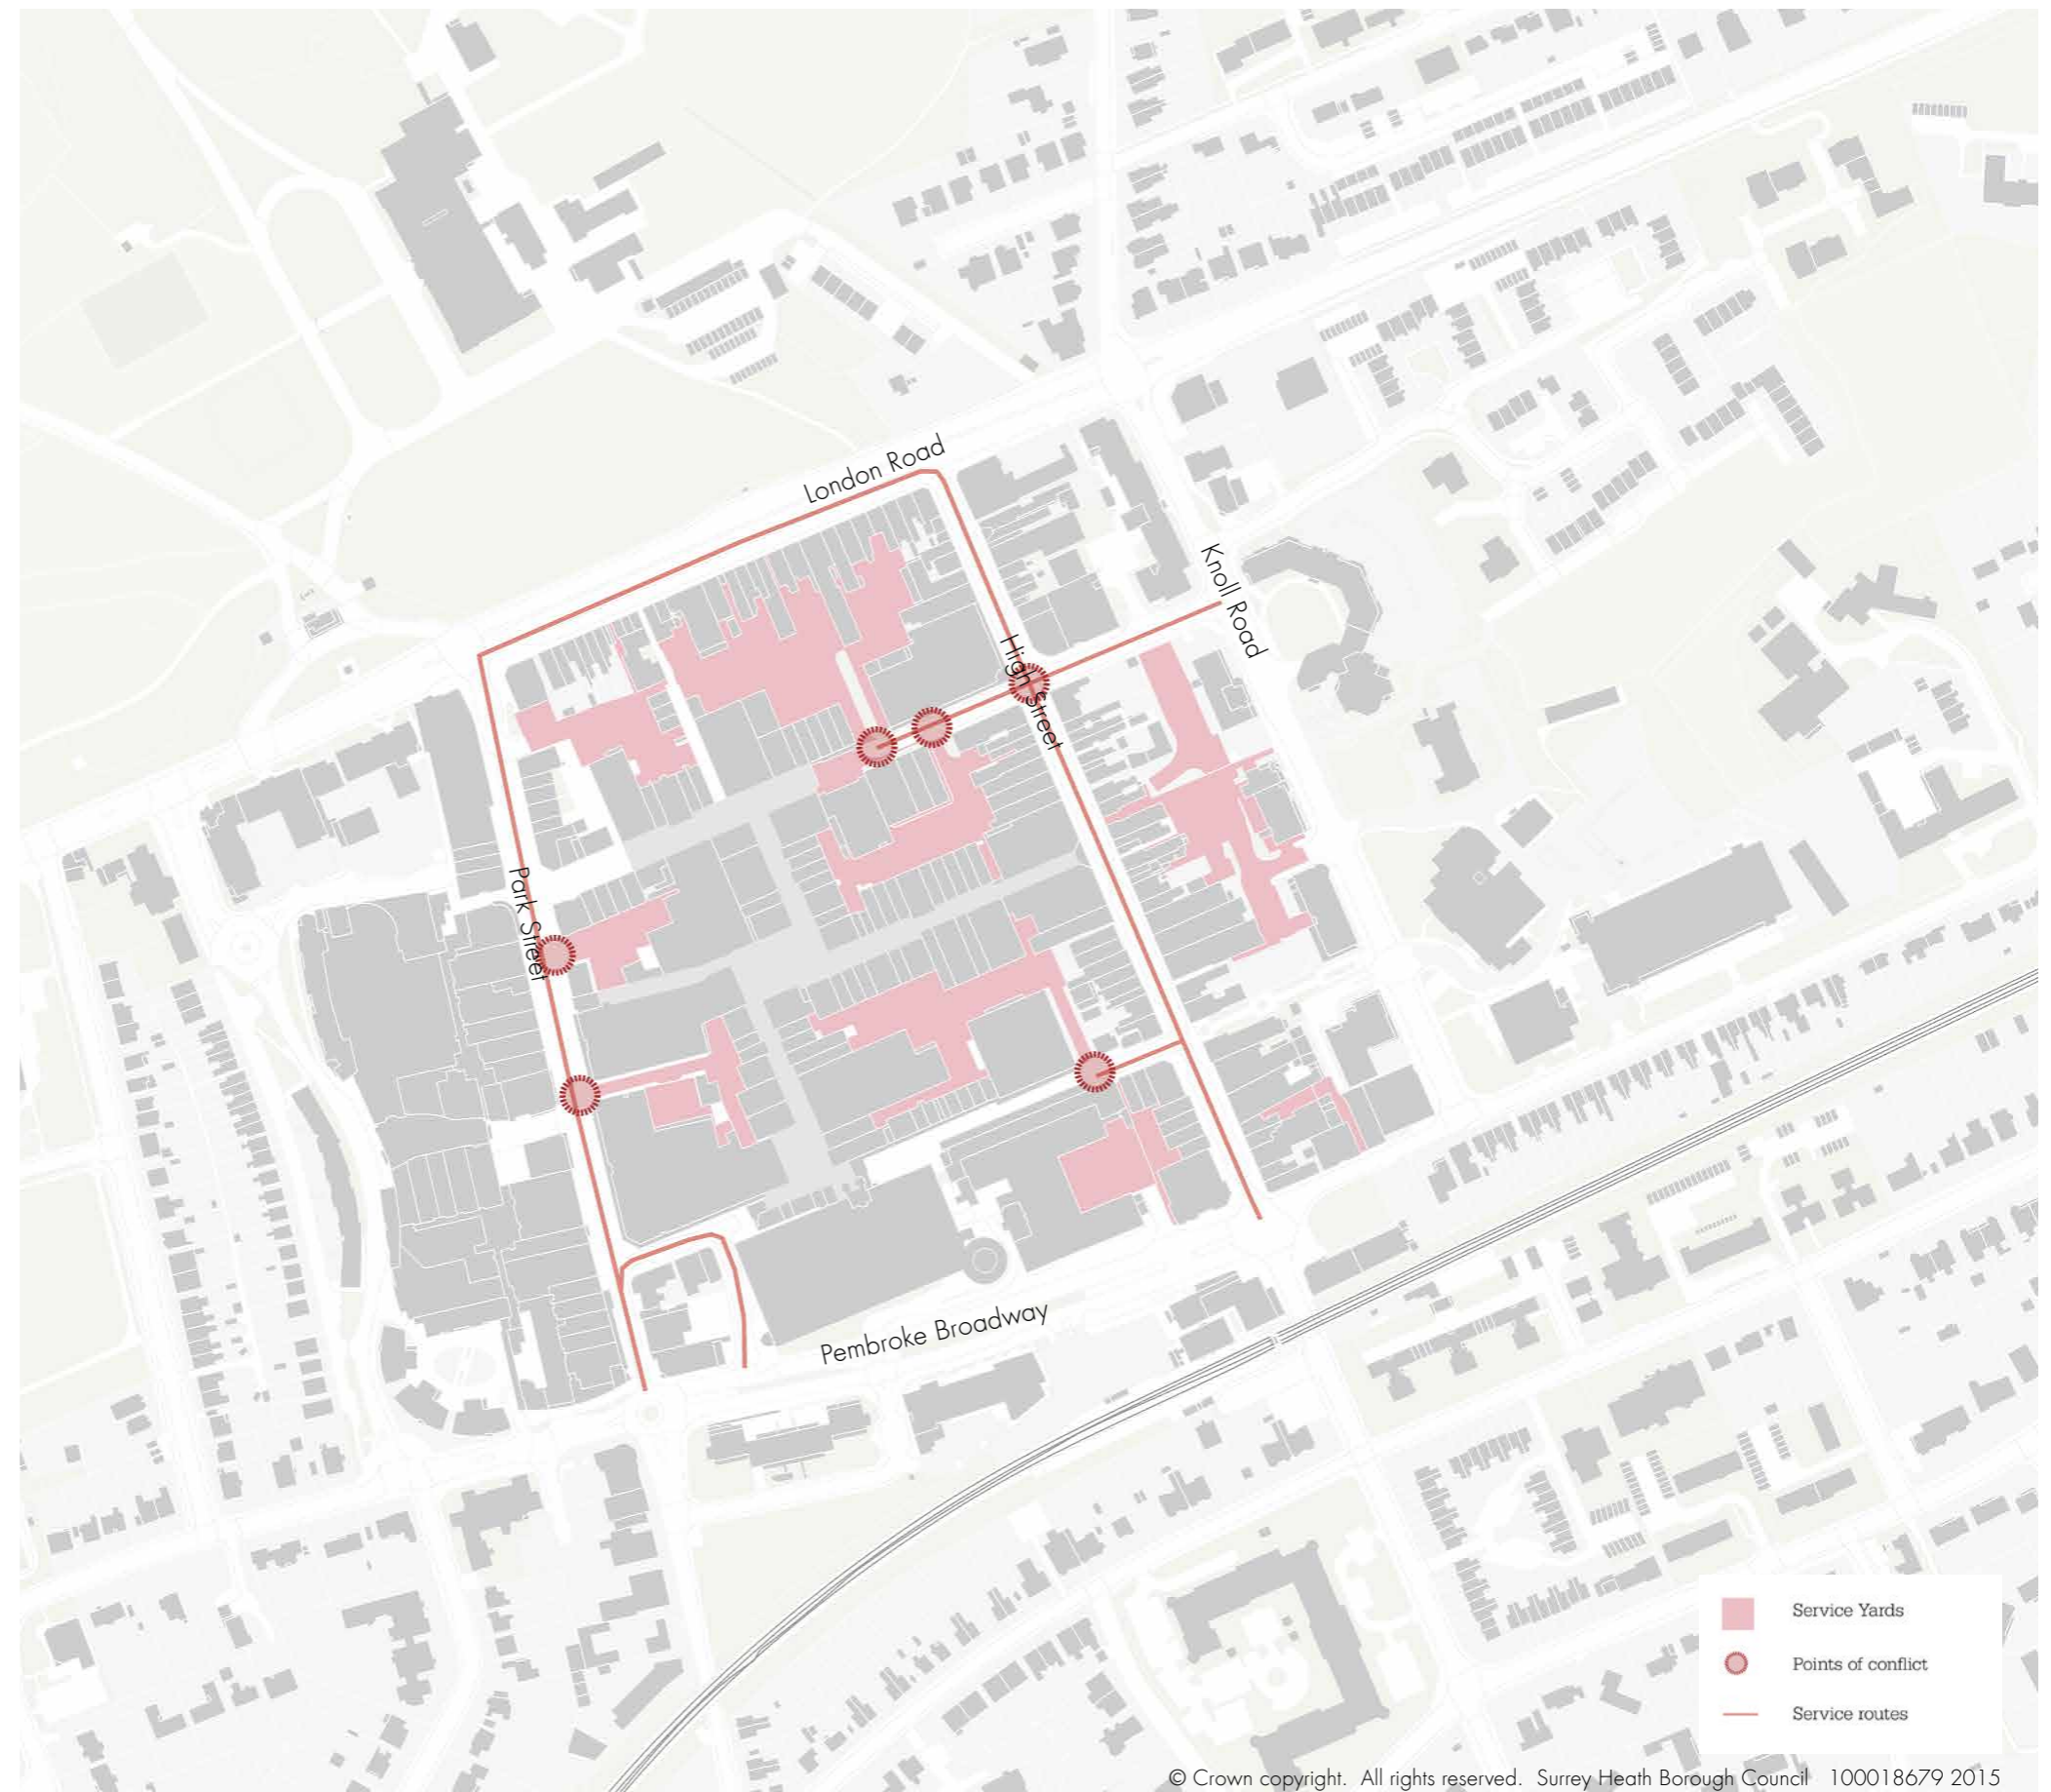 London Road
Knoll Road
High Street
Park Street
Pembroke Broadway
Service Yards
Points of conflict
Service routes
© Crown copyright. All rights reserved. Surrey Heath Borough Council 100018679 2015